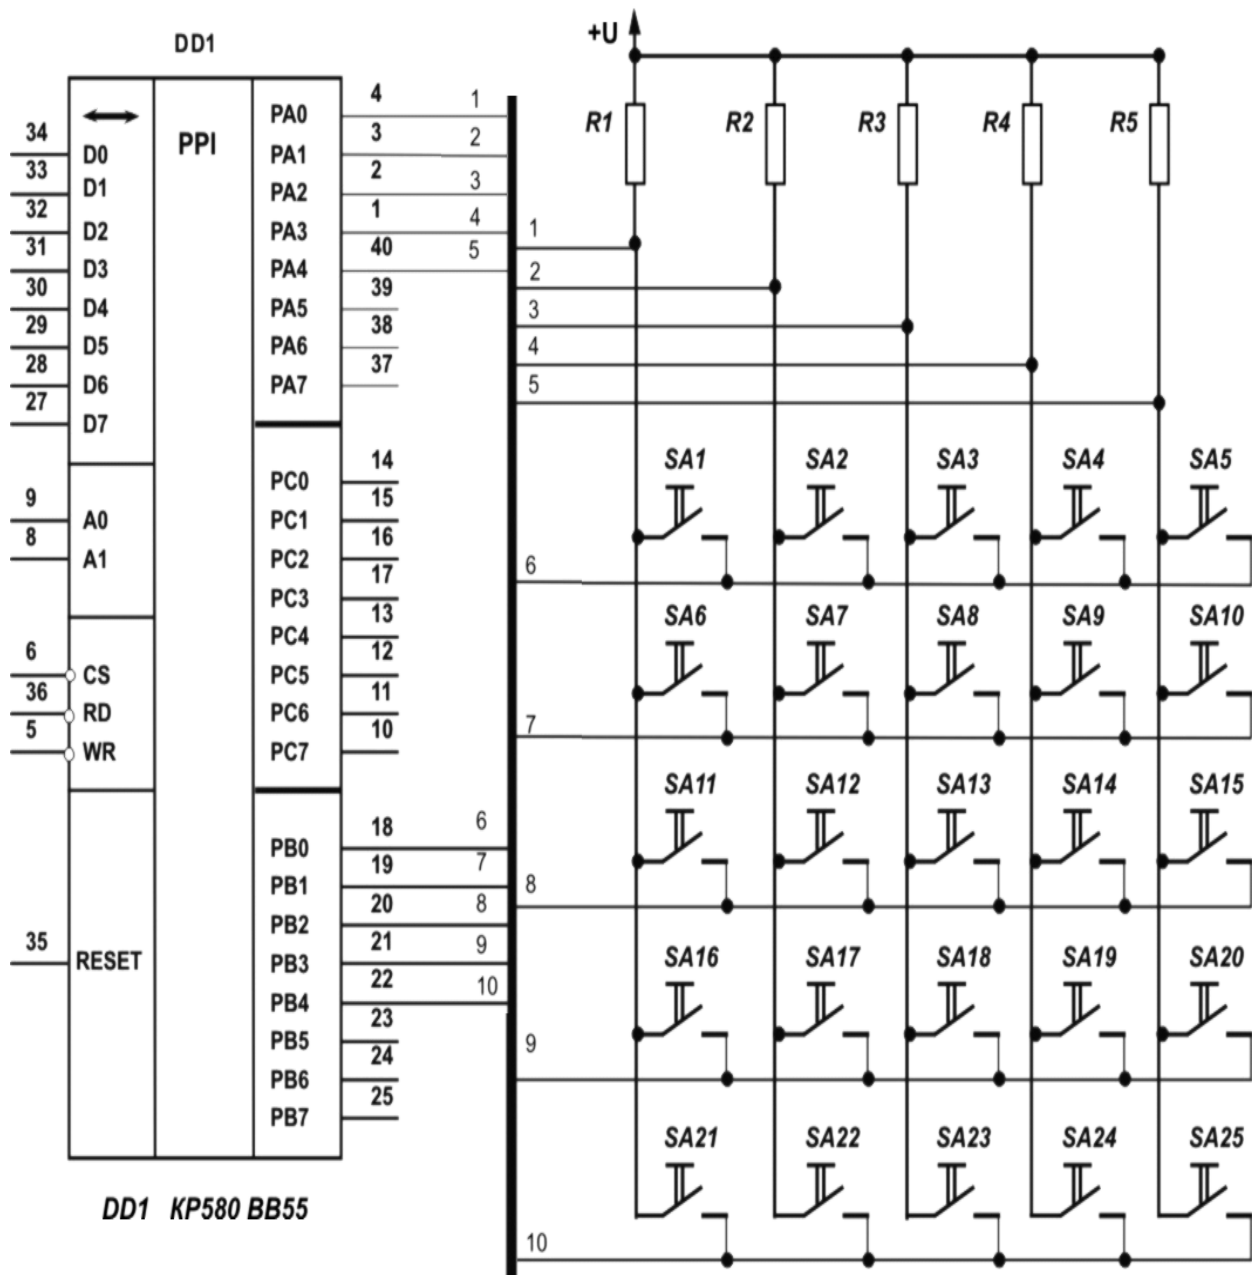 DD1
+U
PPI
34 D0
33 D1
32 D2
31 D3
30 D4
29 D5
28 D6
27 D7
9 A0
8 A1
6 CS
36 RD
5 WR
35 RESET
PA0 4 1
PA1 3 2
PA2 2 3
PA3 1 4
PA4 40 5
PA5 39
PA6 38
PA7 37
PC0 14
PC1 15
PC2 16
PC3 17
PC4 13
PC5 12
PC6 11
PC7 10
PB0 18 6
PB1 19 7
PB2 20 8
PB3 21 9
PB4 22 10
PB5 23
PB6 24
PB7 25
DD1 КР580 ВВ55
R1 R2 R3 R4 R5
1
2
3
4
5
SA1 SA2 SA3 SA4 SA5
6
SA6 SA7 SA8 SA9 SA10
7
SA11 SA12 SA13 SA14 SA15
8
SA16 SA17 SA18 SA19 SA20
9
SA21 SA22 SA23 SA24 SA25
10